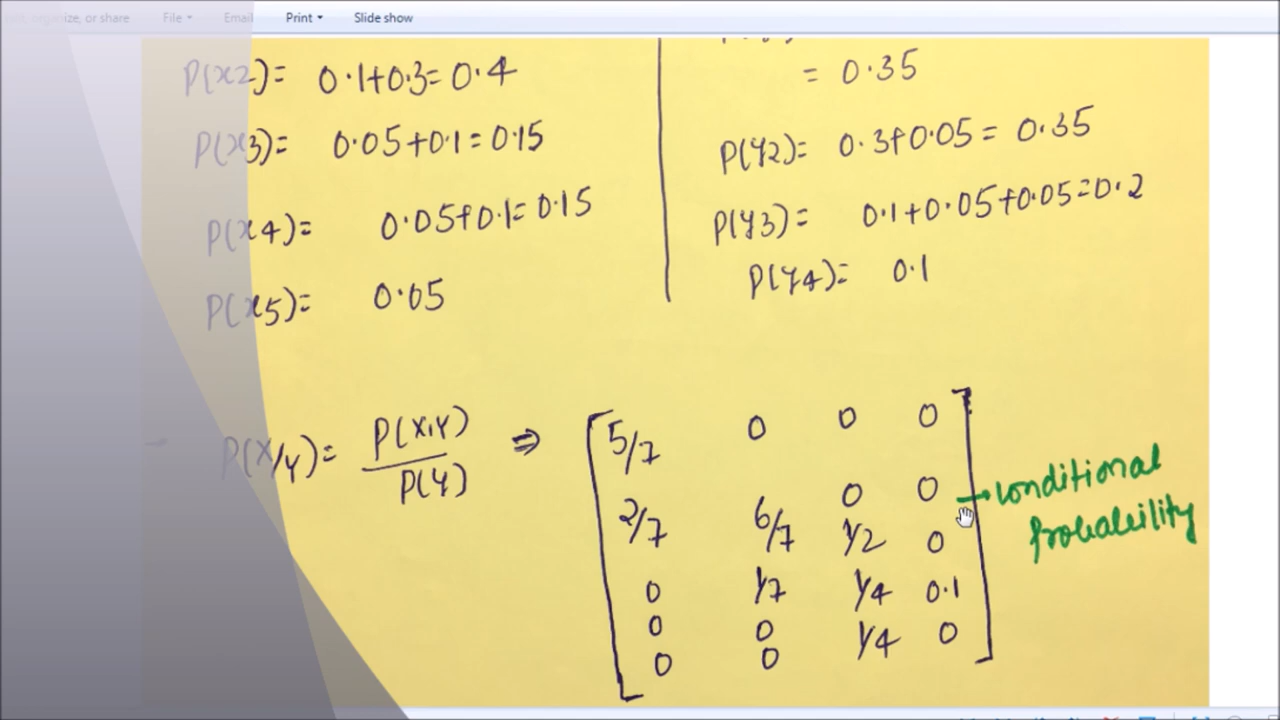 organize, or share File Email Print Slide show
P(x2)= 0.1+0.3=0.4
P(x3)= 0.05+0.1=0.15
P(x4)= 0.05+0.1=0.15
P(x5)= 0.05
= 0.35
P(Y2)= 0.3+0.05= 0.35
P(Y3)= 0.1+0.05+0.05=0.2
P(Y4)= 0.1
P(X/Y)= P(X,Y)
P(Y)
⇒
5/7 0 0 0
2/7 6/7 0 0
0 1/7 1/2 0
0 0 1/4 0.1
0 0 1/4 0
→ conditional
probability